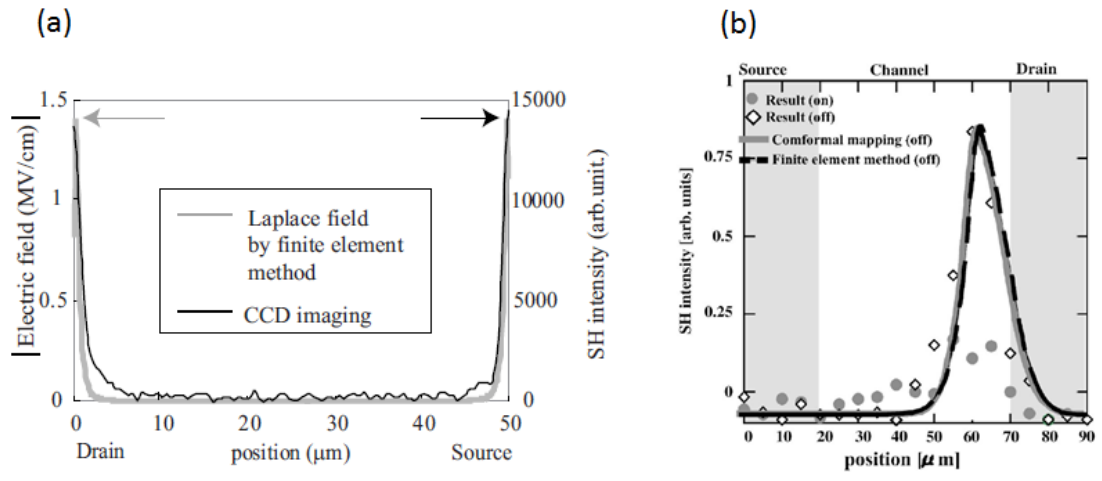 (a)
1.5
1
0.5
0
|Electric field (MV/cm)|
15000
10000
5000
0
SH intensity (arb.unit.)
Laplace field
by finite element
method
CCD imaging
0 10 20 30 40 50
Drain position (μm) Source
(b)
Source Channel Drain
1
0.75
0.5
0.25
0
SH intensity [arb. units]
Result (on)
Result (off)
Comformal mapping (off)
Finite element method (off)
0 10 20 30 40 50 60 70 80 90
position [μm]